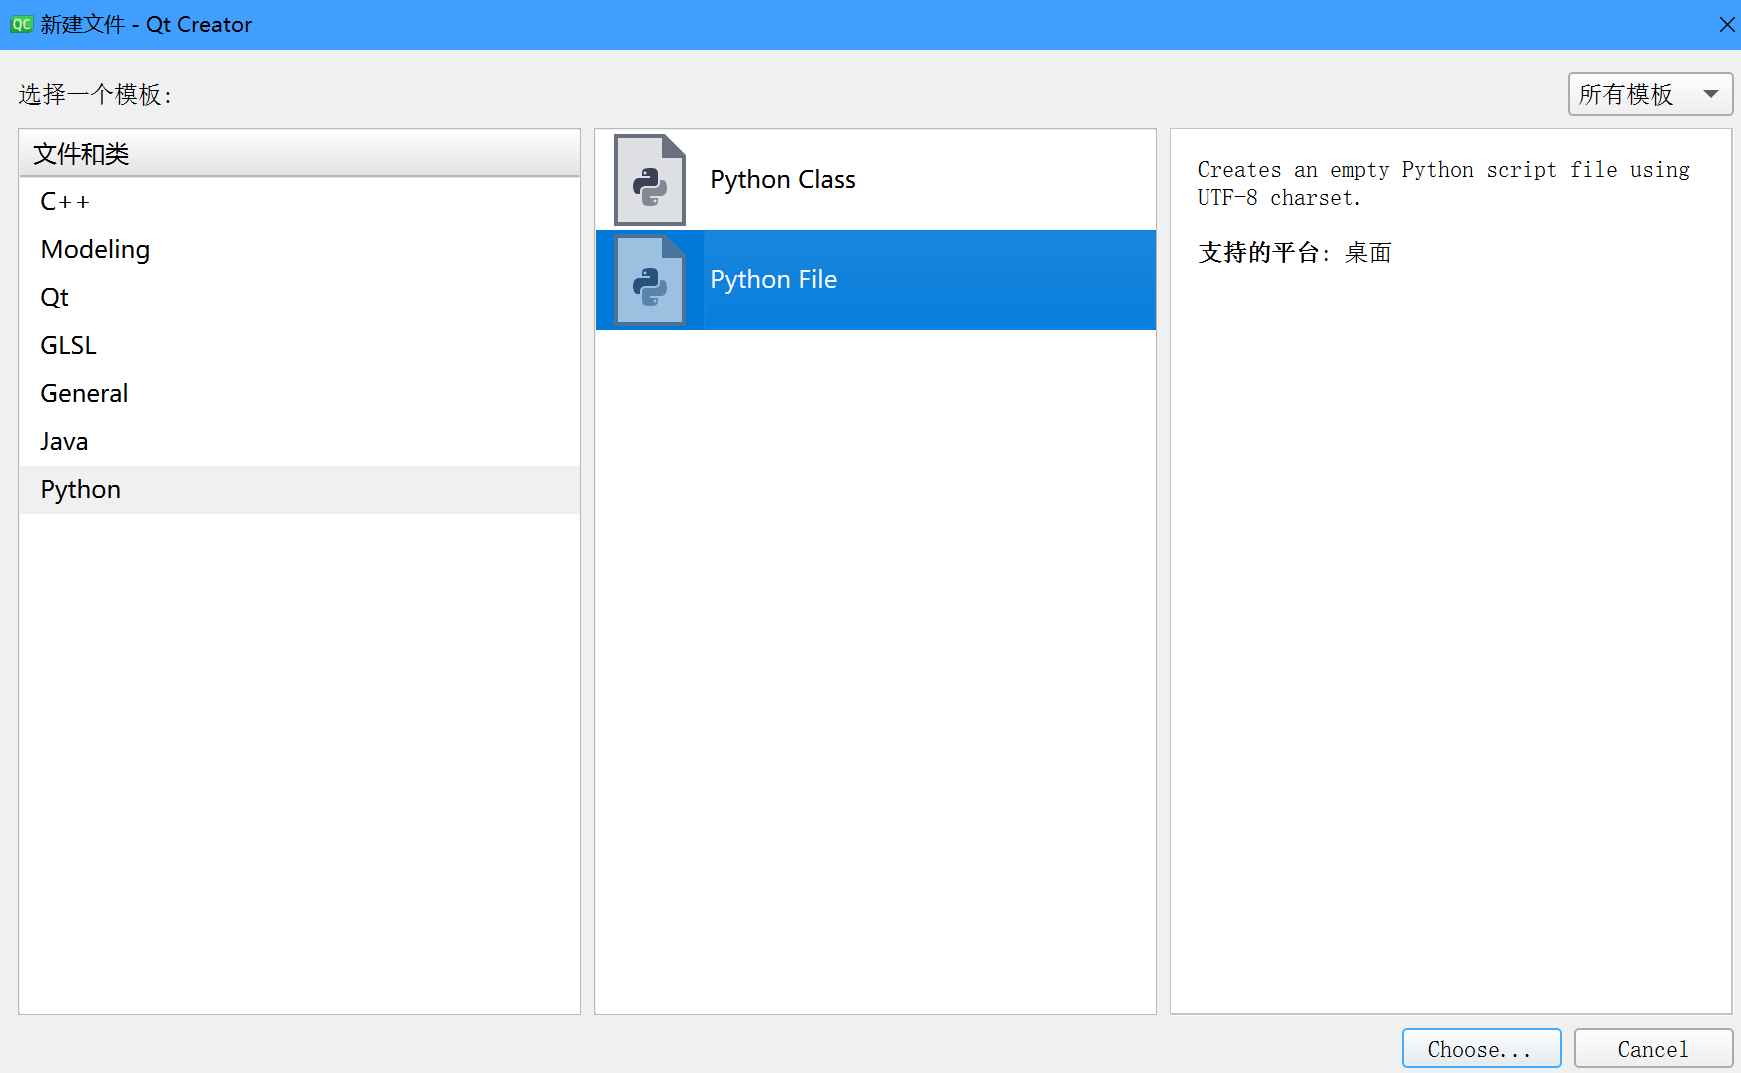 QC 新建文件 - Qt Creator
选择一个模板:
所有模板
文件和类
C++
Modeling
Qt
GLSL
General
Java
Python
Python Class
Python File
Creates an empty Python script file using
UTF-8 charset.
支持的平台: 桌面
Choose...
Cancel